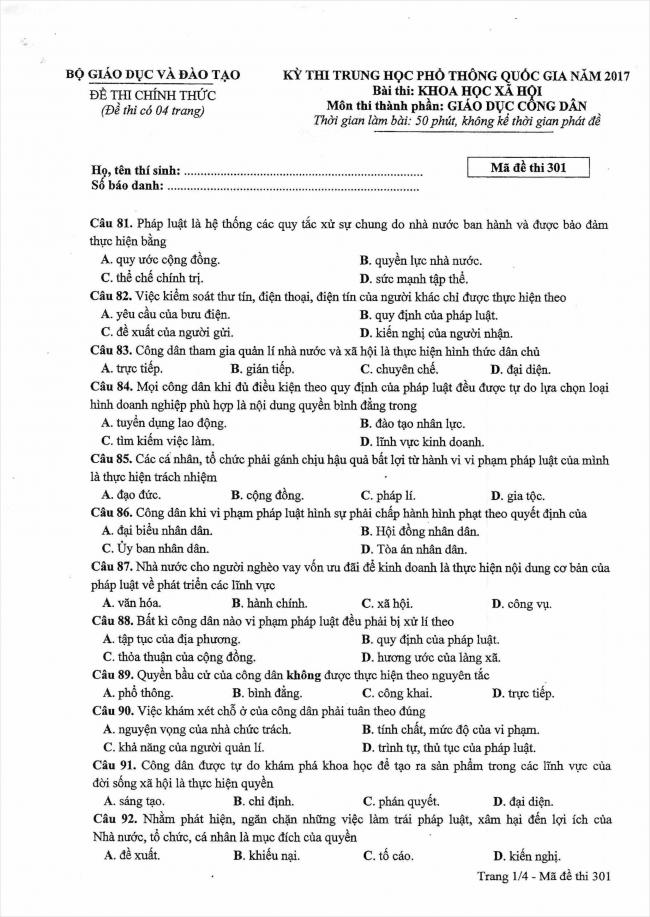 BỘ GIÁO DỤC VÀ ĐÀO TẠO
ĐỀ THI CHÍNH THỨC
(Đề thi có 04 trang)
KỲ THI TRUNG HỌC PHỔ THÔNG QUỐC GIA NĂM 2017
Bài thi: KHOA HỌC XÃ HỘI
Môn thi thành phần: GIÁO DỤC CÔNG DÂN
Thời gian làm bài: 50 phút, không kể thời gian phát đề
Họ, tên thí sinh: ..........................................................................
Số báo danh: ..............................................................................
Mã đề thi 301
Câu 81. Pháp luật là hệ thống các quy tắc xử sự chung do nhà nước ban hành và được bảo đảm
thực hiện bằng
A. quy ước cộng đồng. B. quyền lực nhà nước.
C. thể chế chính trị. D. sức mạnh tập thể.
Câu 82. Việc kiểm soát thư tín, điện thoại, điện tín của người khác chỉ được thực hiện theo
A. yêu cầu của bưu điện. B. quy định của pháp luật.
C. đề xuất của người gửi. D. kiến nghị của người nhận.
Câu 83. Công dân tham gia quản lí nhà nước và xã hội là thực hiện hình thức dân chủ
A. trực tiếp. B. gián tiếp. C. chuyên chế. D. đại diện.
Câu 84. Mọi công dân khi đủ điều kiện theo quy định của pháp luật đều được tự do lựa chọn loại
hình doanh nghiệp phù hợp là nội dung quyền bình đẳng trong
A. tuyển dụng lao động. B. đào tạo nhân lực.
C. tìm kiếm việc làm. D. lĩnh vực kinh doanh.
Câu 85. Các cá nhân, tổ chức phải gánh chịu hậu quả bất lợi từ hành vi vi phạm pháp luật của mình
là thực hiện trách nhiệm
A. đạo đức. B. cộng đồng. C. pháp lí. D. gia tộc.
Câu 86. Công dân khi vi phạm pháp luật hình sự phải chấp hành hình phạt theo quyết định của
A. đại biểu nhân dân. B. Hội đồng nhân dân.
C. Ủy ban nhân dân. D. Tòa án nhân dân.
Câu 87. Nhà nước cho người nghèo vay vốn ưu đãi để kinh doanh là thực hiện nội dung cơ bản của
pháp luật về phát triển các lĩnh vực
A. văn hóa. B. hành chính. C. xã hội. D. công vụ.
Câu 88. Bất kì công dân nào vi phạm pháp luật đều phải bị xử lí theo
A. tập tục của địa phương. B. quy định của pháp luật.
C. thỏa thuận của cộng đồng. D. hương ước của làng xã.
Câu 89. Quyền bầu cử của công dân không được thực hiện theo nguyên tắc
A. phổ thông. B. bình đẳng. C. công khai. D. trực tiếp.
Câu 90. Việc khám xét chỗ ở của công dân phải tuân theo đúng
A. nguyện vọng của nhà chức trách. B. tính chất, mức độ của vi phạm.
C. khả năng của người quản lí. D. trình tự, thủ tục của pháp luật.
Câu 91. Công dân được tự do khám phá khoa học để tạo ra sản phẩm trong các lĩnh vực của
đời sống xã hội là thực hiện quyền
A. sáng tạo. B. chỉ định. C. phán quyết. D. đại diện.
Câu 92. Nhằm phát hiện, ngăn chặn những việc làm trái pháp luật, xâm hại đến lợi ích của
Nhà nước, tổ chức, cá nhân là mục đích của quyền
A. đề xuất. B. khiếu nại. C. tố cáo. D. kiến nghị.
Trang 1/4 - Mã đề thi 301